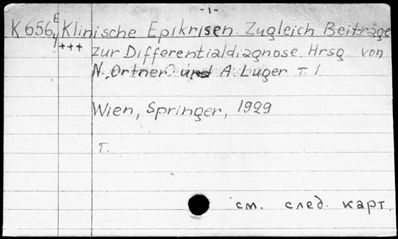 -1-
K 656, E Klinische Epikrisen Zugleich Beiträge
+++ zur Differentialdiagnose Hrsg von
N. Ortner und A. Luger т. 1
Wien, Springer, 1929
т.
см. след. карт.